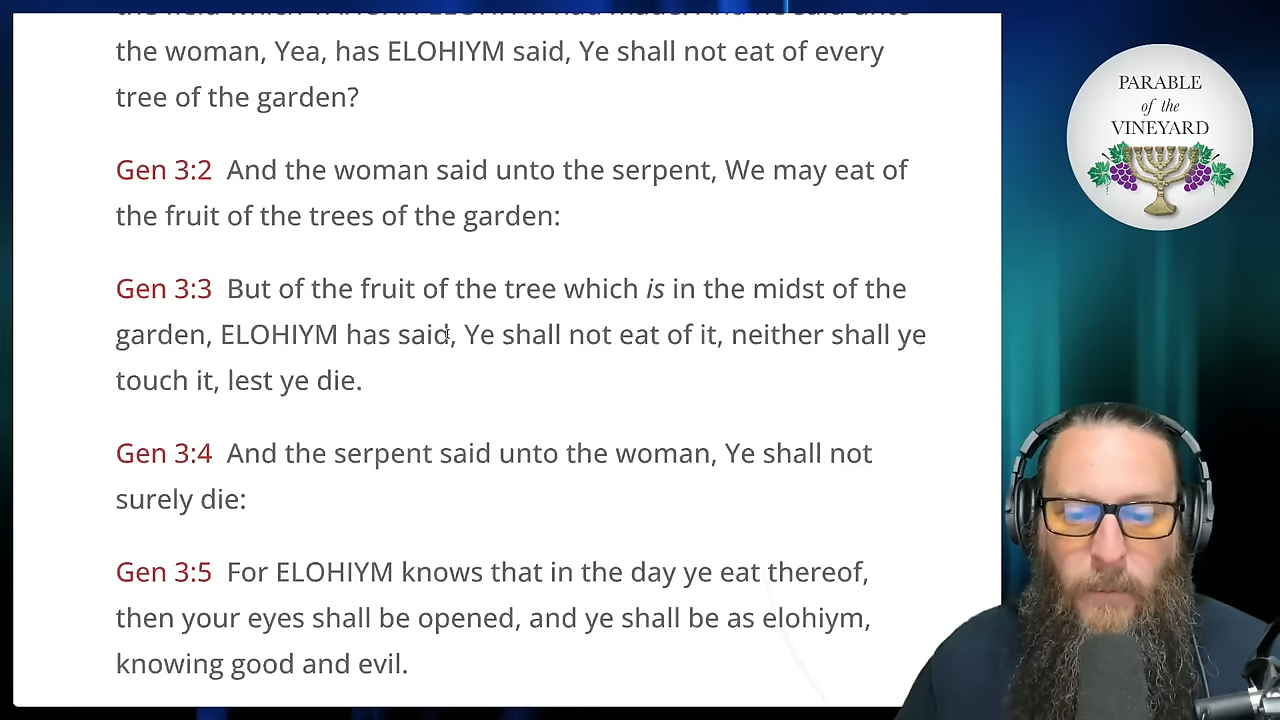 the woman, Yea, has ELOHIYM said, Ye shall not eat of every
tree of the garden?
Gen 3:2 And the woman said unto the serpent, We may eat of
the fruit of the trees of the garden:
Gen 3:3 But of the fruit of the tree which is in the midst of the
garden, ELOHIYM has said, Ye shall not eat of it, neither shall ye
touch it, lest ye die.
Gen 3:4 And the serpent said unto the woman, Ye shall not
surely die:
Gen 3:5 For ELOHIYM knows that in the day ye eat thereof,
then your eyes shall be opened, and ye shall be as elohiym,
knowing good and evil.
PARABLE
of the
VINEYARD